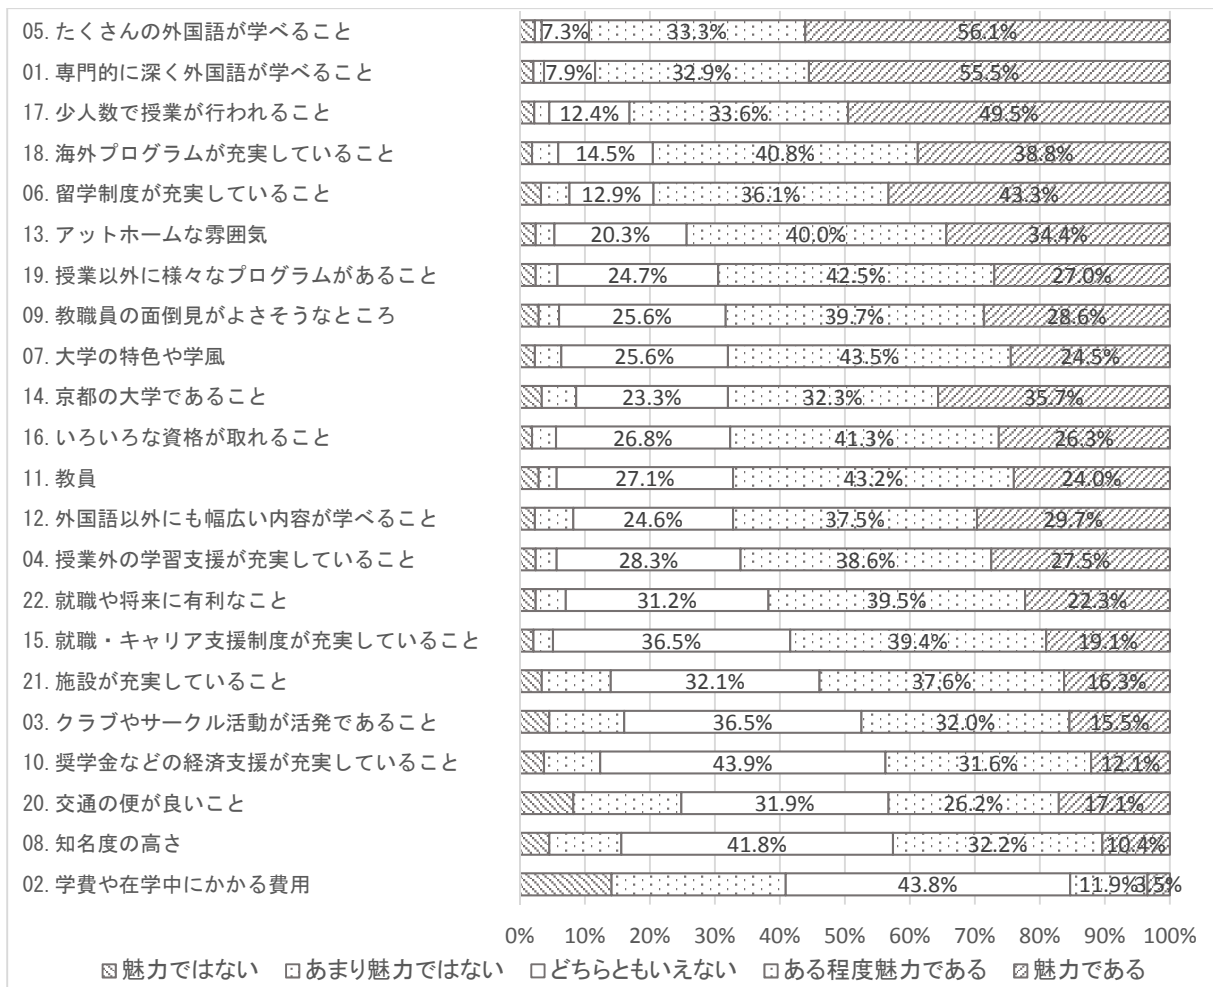 05. たくさんの外国語が学べること 7.3% 33.3% 56.1%
01. 専門的に深く外国語が学べること 7.9% 32.9% 55.5%
17. 少人数で授業が行われること 12.4% 33.6% 49.5%
18. 海外プログラムが充実していること 14.5% 40.8% 38.8%
06. 留学制度が充実していること 12.9% 36.1% 43.3%
13. アットホームな雰囲気 20.3% 40.0% 34.4%
19. 授業以外に様々なプログラムがあること 24.7% 42.5% 27.0%
09. 教職員の面倒見がよさそうなところ 25.6% 39.7% 28.6%
07. 大学の特色や学風 25.6% 43.5% 24.5%
14. 京都の大学であること 23.3% 32.3% 35.7%
16. いろいろな資格が取れること 26.8% 41.3% 26.3%
11. 教員 27.1% 43.2% 24.0%
12. 外国語以外にも幅広い内容が学べること 24.6% 37.5% 29.7%
04. 授業外の学習支援が充実していること 28.3% 38.6% 27.5%
22. 就職や将来に有利なこと 31.2% 39.5% 22.3%
15. 就職・キャリア支援制度が充実していること 36.5% 39.4% 19.1%
21. 施設が充実していること 32.1% 37.6% 16.3%
03. クラブやサークル活動が活発であること 36.5% 32.0% 15.5%
10. 奨学金などの経済支援が充実していること 43.9% 31.6% 12.1%
20. 交通の便が良いこと 31.9% 26.2% 17.1%
08. 知名度の高さ 41.8% 32.2% 10.4%
02. 学費や在学中にかかる費用 43.8% 11.9% 3.5%
0% 10% 20% 30% 40% 50% 60% 70% 80% 90% 100%
魅力ではない あまり魅力ではない どちらともいえない ある程度魅力である 魅力である